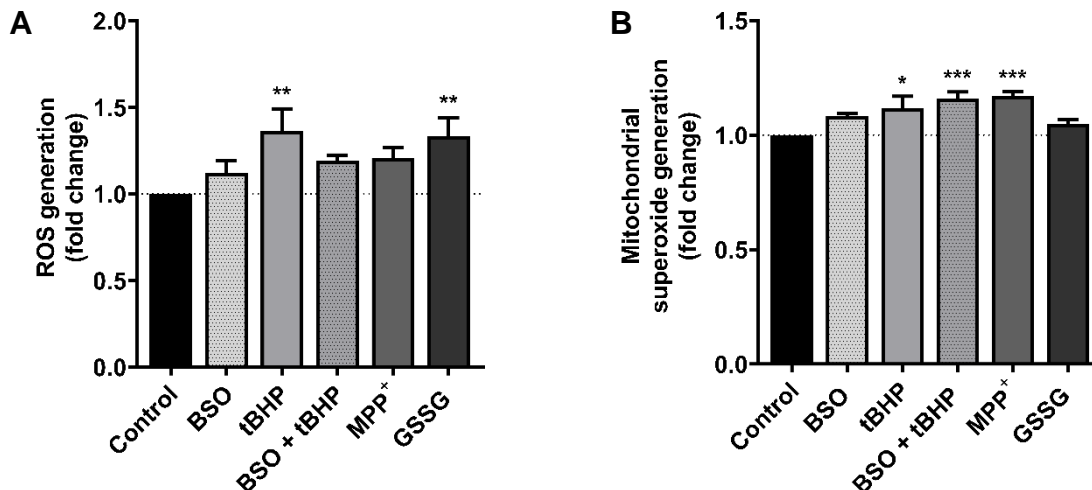 A
ROS generation
(fold change)
2.0
1.5
1.0
0.5
0.0
**
**
Control
BSO
tBHP
BSO + tBHP
MPP⁺
GSSG
B
Mitochondrial
superoxide generation
(fold change)
1.5
1.0
0.5
0.0
*
***
***
Control
BSO
tBHP
BSO + tBHP
MPP⁺
GSSG